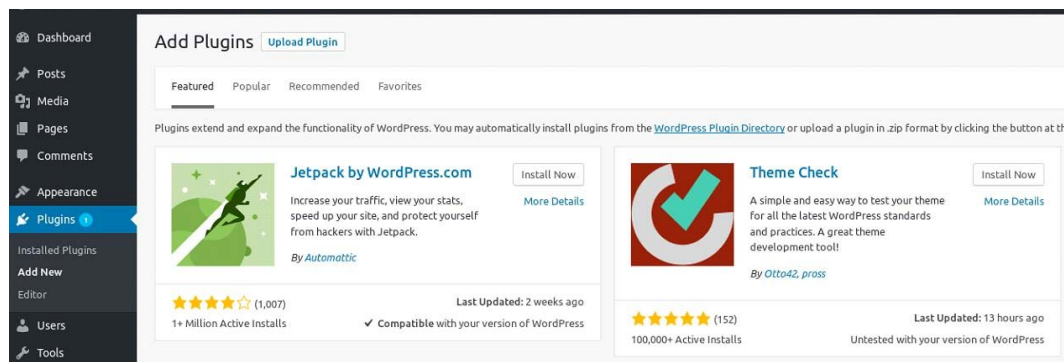 Dashboard
Posts
Media
Pages
Comments
Appearance
Plugins 1
Installed Plugins
Add New
Editor
Users
Tools
Add Plugins Upload Plugin
Featured Popular Recommended Favorites
Plugins extend and expand the functionality of WordPress. You may automatically install plugins from the WordPress Plugin Directory or upload a plugin in .zip format by clicking the button at
Jetpack by WordPress.com
Install Now
More Details
Increase your traffic, view your stats,
speed up your site, and protect yourself
from hackers with Jetpack.
By Automattic
(1,007)
1+ Million Active Installs
Last Updated: 2 weeks ago
✔ Compatible with your version of WordPress
Theme Check
Install Now
More Details
A simple and easy way to test your theme
for all the latest WordPress standards
and practices. A great theme
development tool!
By Otto42, pross
(152)
100,000+ Active Installs
Last Updated: 13 hours ago
Untested with your version of WordPress